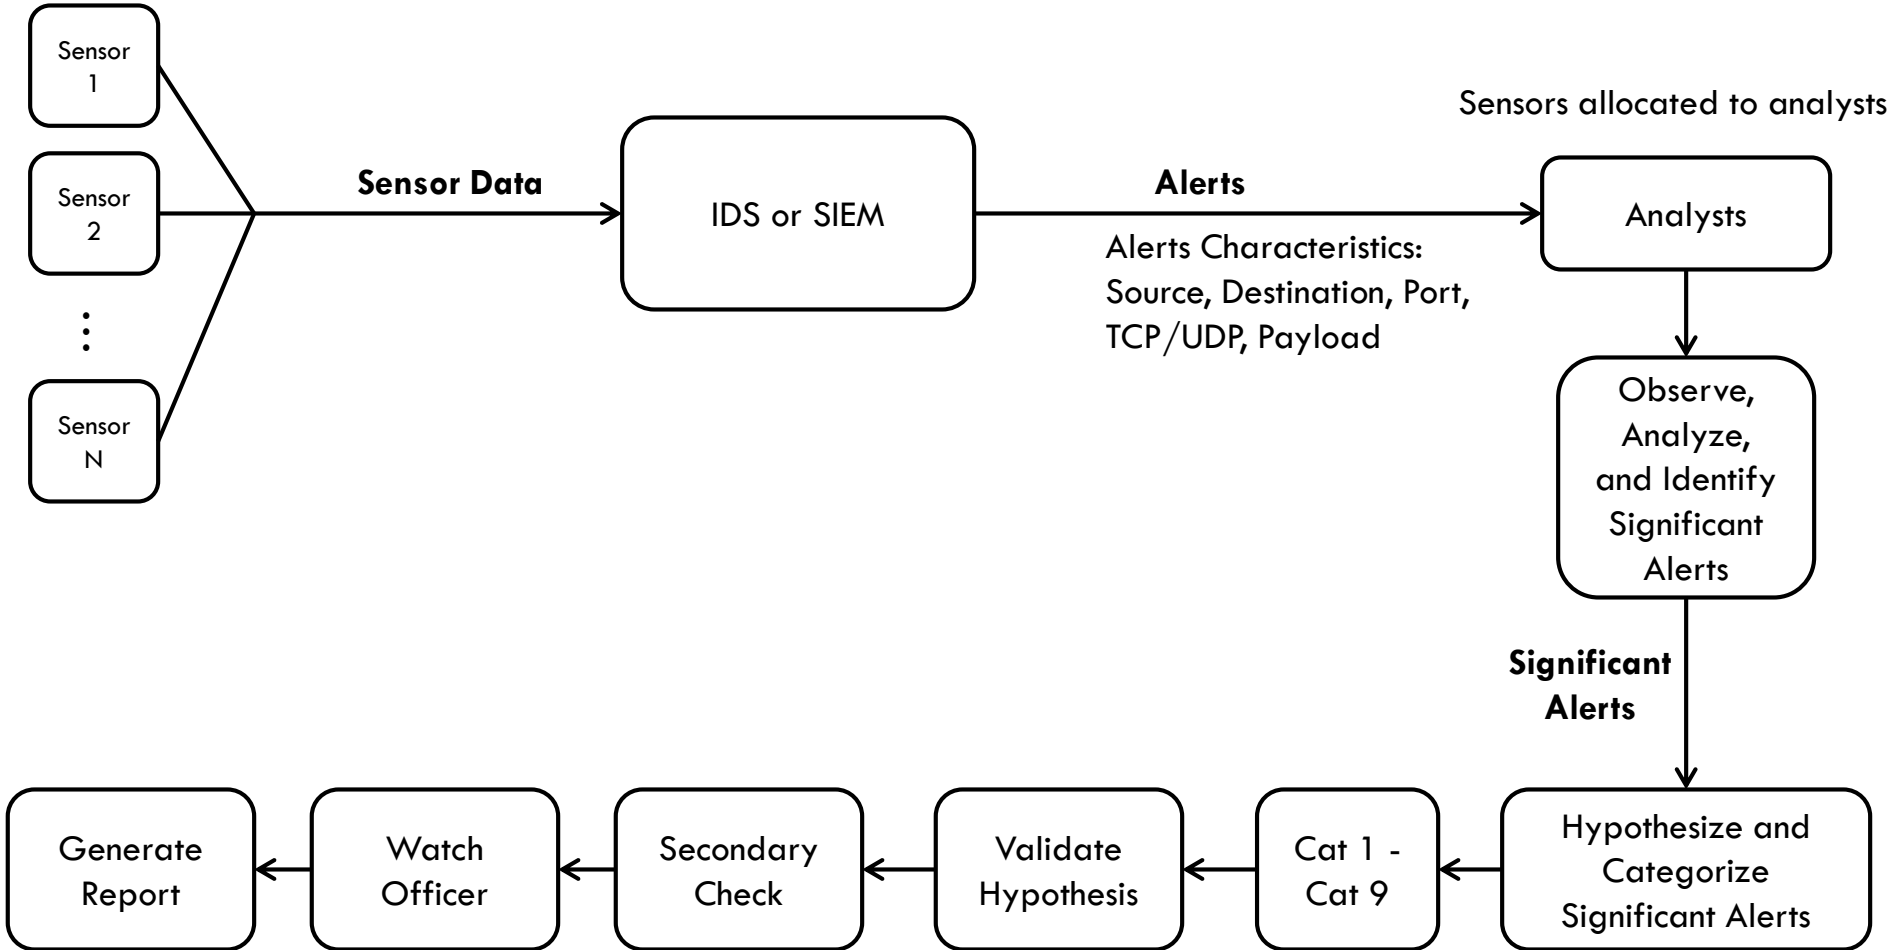 Sensor
1
Sensor
2
⋮
Sensor
N
Sensor Data
IDS or SIEM
Alerts
Alerts Characteristics:
Source, Destination, Port,
TCP/UDP, Payload
Sensors allocated to analysts
Analysts
Observe,
Analyze,
and Identify
Significant
Alerts
Significant
Alerts
Hypothesize and
Categorize
Significant Alerts
Cat 1 -
Cat 9
Validate
Hypothesis
Secondary
Check
Watch
Officer
Generate
Report